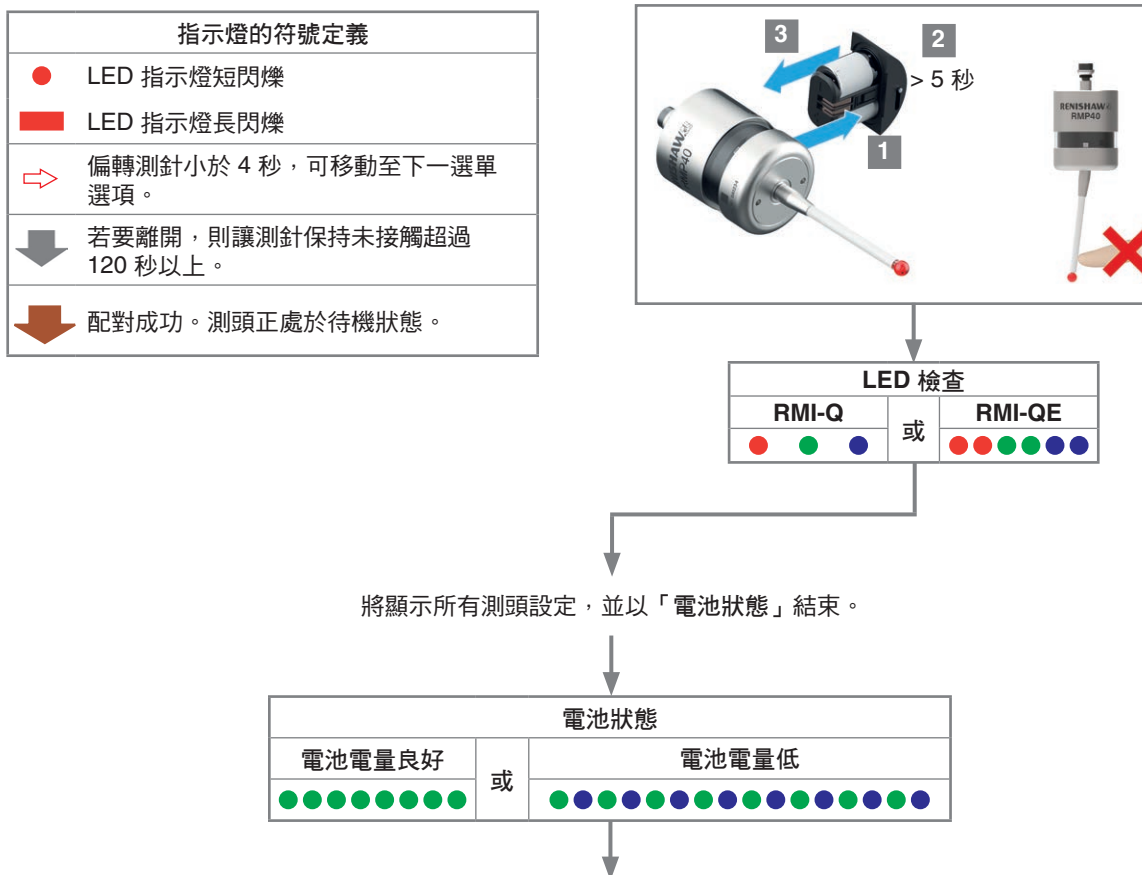 指示燈的符號定義
LED 指示燈短閃爍
LED 指示燈長閃爍
偏轉測針小於 4 秒，可移動至下一選單
選項。
若要離開，則讓測針保持未接觸超過
120 秒以上。
配對成功。測頭正處於待機狀態。
3
2
> 5 秒
1
RMP40
RENISHAW
RMP40
LED 檢查
RMI-Q
或
RMI-QE
將顯示所有測頭設定，並以「電池狀態」結束。
電池狀態
電池電量良好
或
電池電量低